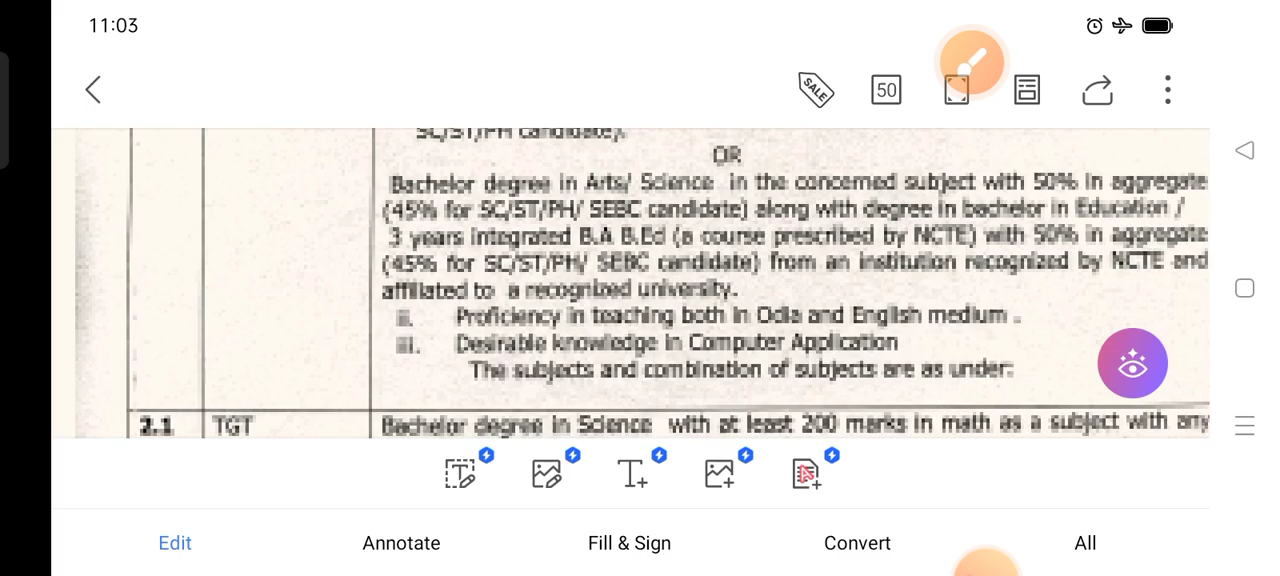 11:03
SALE
50
SC/ST/PH candidate).
OR
Bachelor degree in Arts/ Science in the concerned subject with 50% in aggregate
(45% for SC/ST/PH/ SEBC candidate) along with degree in bachelor in Education /
3 years integrated B.A B.Ed (a course prescribed by NCTE) with 50% in aggregate
(45% for SC/ST/PH/ SEBC candidate) from an institution recognized by NCTE and
affiliated to a recognized university.
ii. Proficiency in teaching both in Odia and English medium .
iii. Desirable knowledge in Computer Application
The subjects and combination of subjects are as under:
2.1 TGT Bachelor degree in Science with at least 200 marks in math as a subject with any
Edit Annotate Fill & Sign Convert All